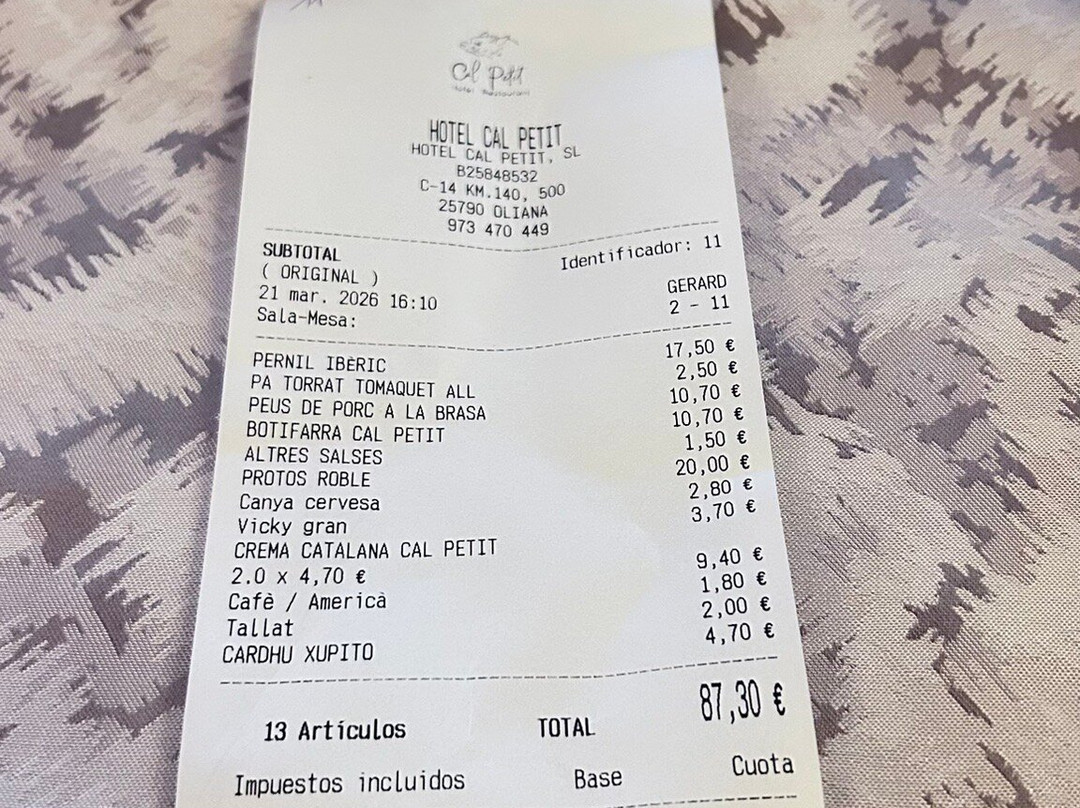 Cal Petit
Hotel Restaurant
HOTEL CAL PETIT
HOTEL CAL PETIT, SL
B25848532
C-14 KM.140, 500
25790 OLIANA
973 470 449
SUBTOTAL Identificador: 11
( ORIGINAL )
21 mar. 2026 16:10 GERARD
Sala-Mesa: 2 - 11
PERNIL IBÈRIC 17,50 €
PA TORRAT TOMAQUET ALL 2,50 €
PEUS DE PORC A LA BRASA 10,70 €
BOTIFARRA CAL PETIT 10,70 €
ALTRES SALSES 1,50 €
PROTOS ROBLE 20,00 €
Canya cervesa 2,80 €
Vicky gran 3,70 €
CREMA CATALANA CAL PETIT
2.0 x 4,70 € 9,40 €
Cafè / Americà 1,80 €
Tallat 2,00 €
CARDHU XUPITO 4,70 €
13 Artículos TOTAL 87,30 €
Impuestos incluidos Base Cuota